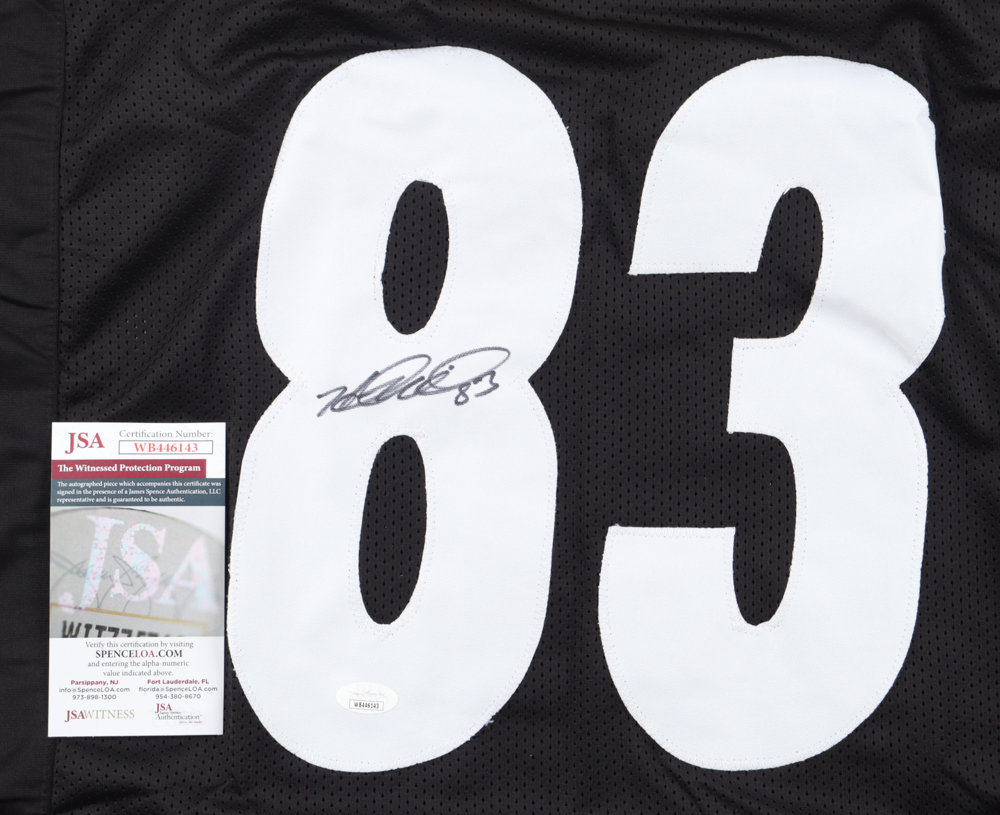 83
83
JSA
Certification Number:
WB446143
The Witnessed Protection Program
The autographed piece which accompanies this certificate was
signed in the presence of a James Spence Authentication, LLC
representative and is guaranteed to be authentic.
JSA
Verify this certification by visiting
SPENCELOA.COM
and entering the alpha-numeric
value indicated above.
Parsippany, NJ
info@SpenceLOA.com
973-898-1300
Fort Lauderdale, FL
florida@SpenceLOA.com
954-380-8670
JSAWITNESS
JSA
Authentication
WB446143